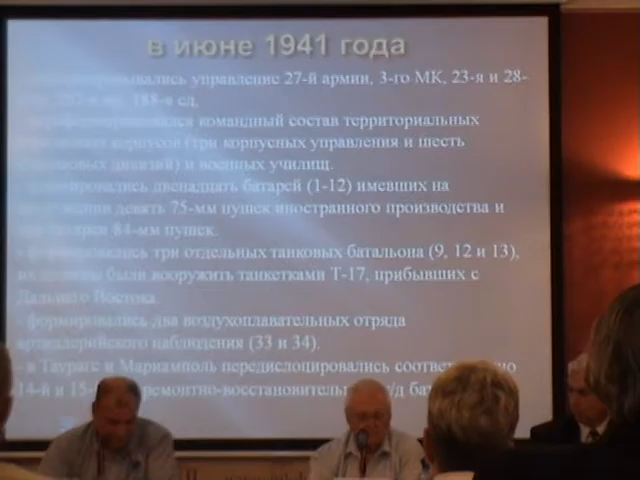 в июне 1941 года
управление 27-й армии, 3-го МК, 23-я и 28-
188-я сд,
командный состав территориальных
корпусов (три корпусных управления и шесть
дивизий) и военных училищ.
- формировались двенадцать батарей (1-12) имевших на
девять 75-мм пушек иностранного производства и
84-мм пушек.
- формировались три отдельных танковых батальона (9, 12 и 13),
были вооружить танкетками Т-17, прибывших с
Дальнего Востока.
- формировались два воздухоплавательных отряда
артиллерийского наблюдения (33 и 34).
- в Таураге и Мариамполь передислоцировались
14-й и 15- ремонтно-восстановительн /д бат